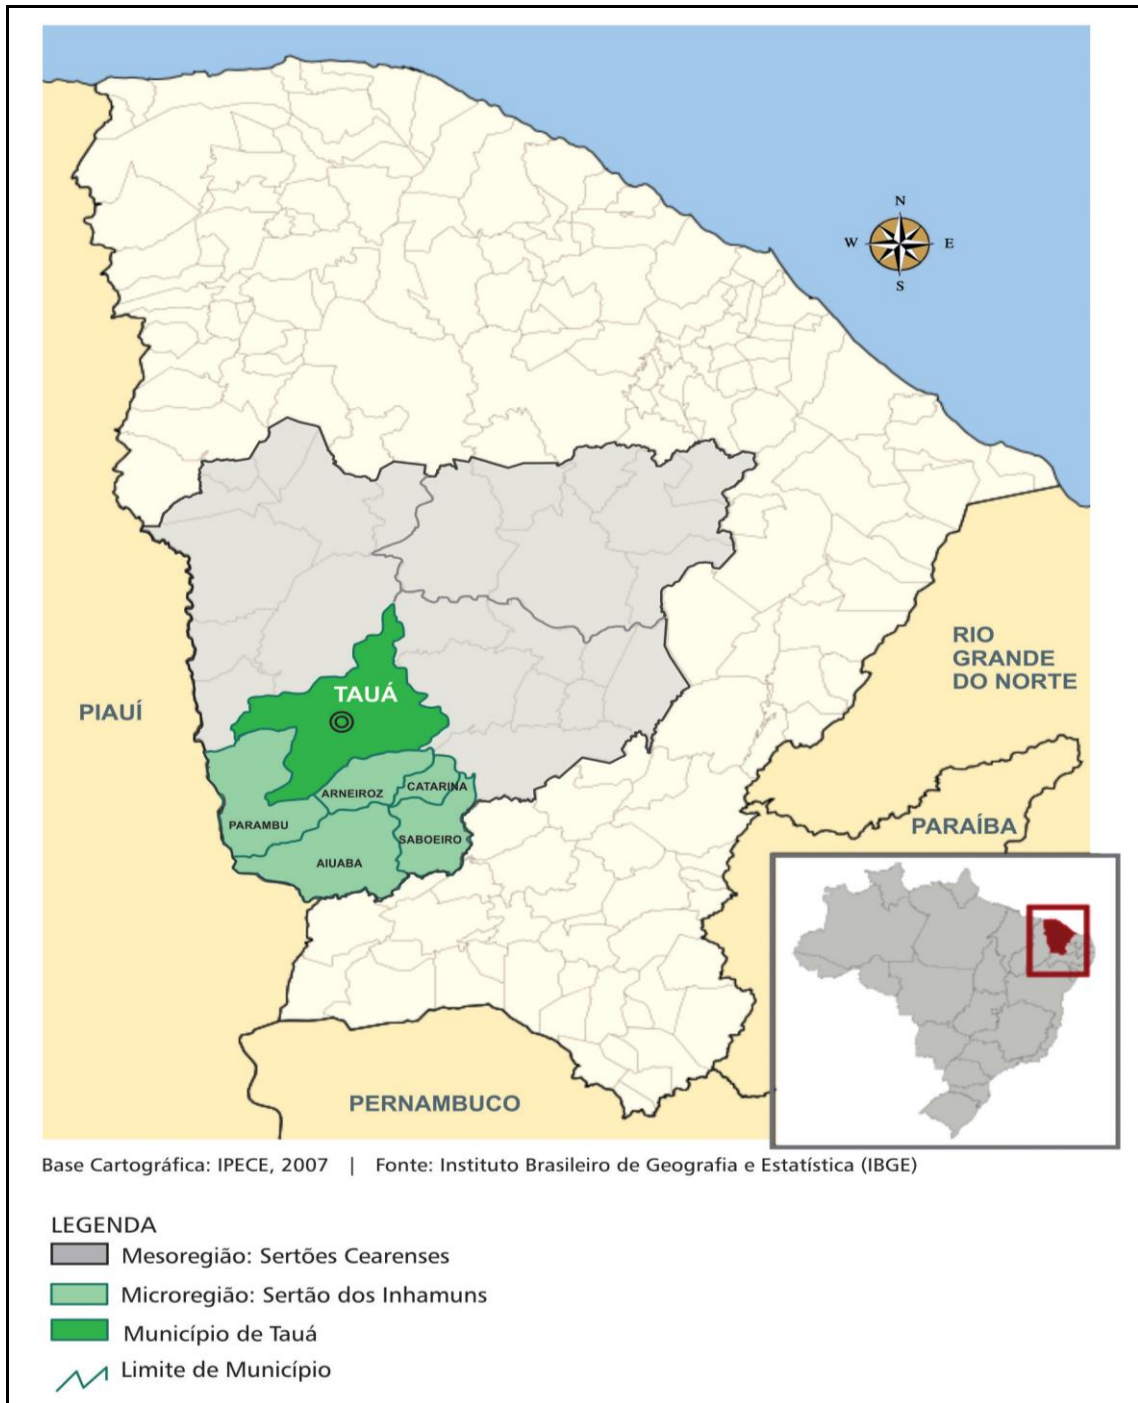 N
W E
S
RIO
GRANDE
DO NORTE
TAUÁ
PIAUÍ
ARNEIROZ
CATARINA
PARAMBU
PARAÍBA
SABOEIRO
AIUABA
PERNAMBUCO
Base Cartográfica: IPECE, 2007 | Fonte: Instituto Brasileiro de Geografia e Estatística (IBGE)
LEGENDA
Mesoregião: Sertões Cearenses
Microregião: Sertão dos Inhamuns
Município de Tauá
Limite de Município